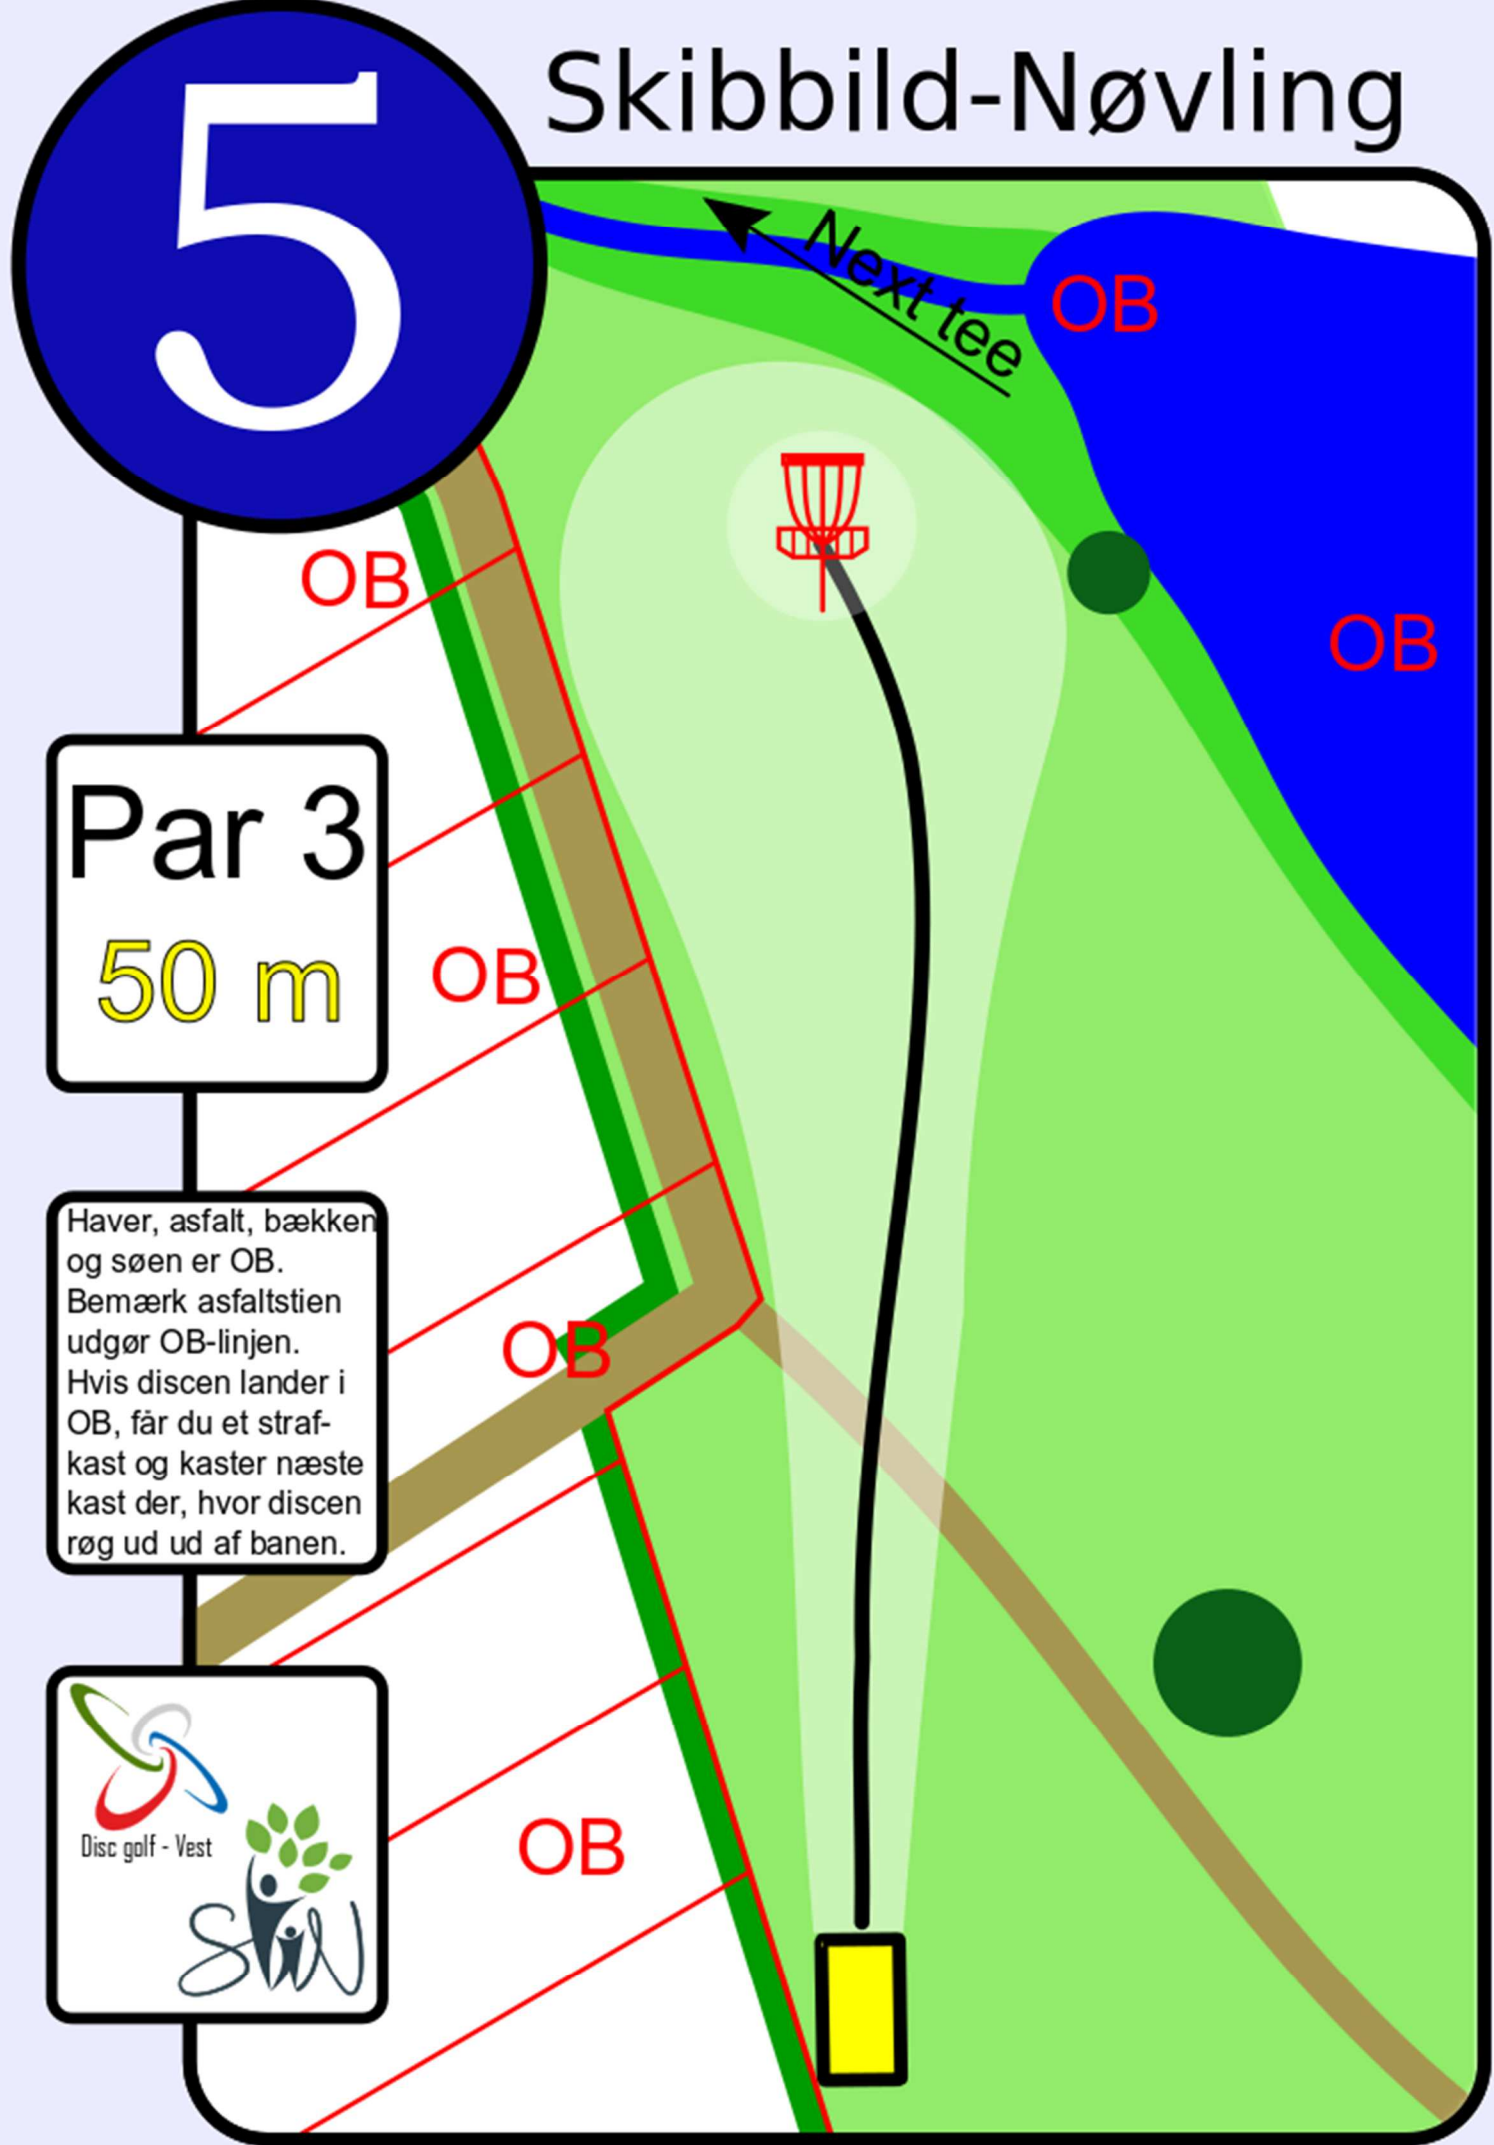 5
Skibbild-Nøvling
Next tee
OB
OB
OB
Par 3
50 m
OB
Haver, asfalt, bækken
og søen er OB.
Bemærk asfaltstien
udgør OB-linjen.
Hvis discen lander i
OB, får du et straf-
kast og kaster næste
kast der, hvor discen
røg ud ud af banen.
OB
OB
Disc golf - Vest
SN